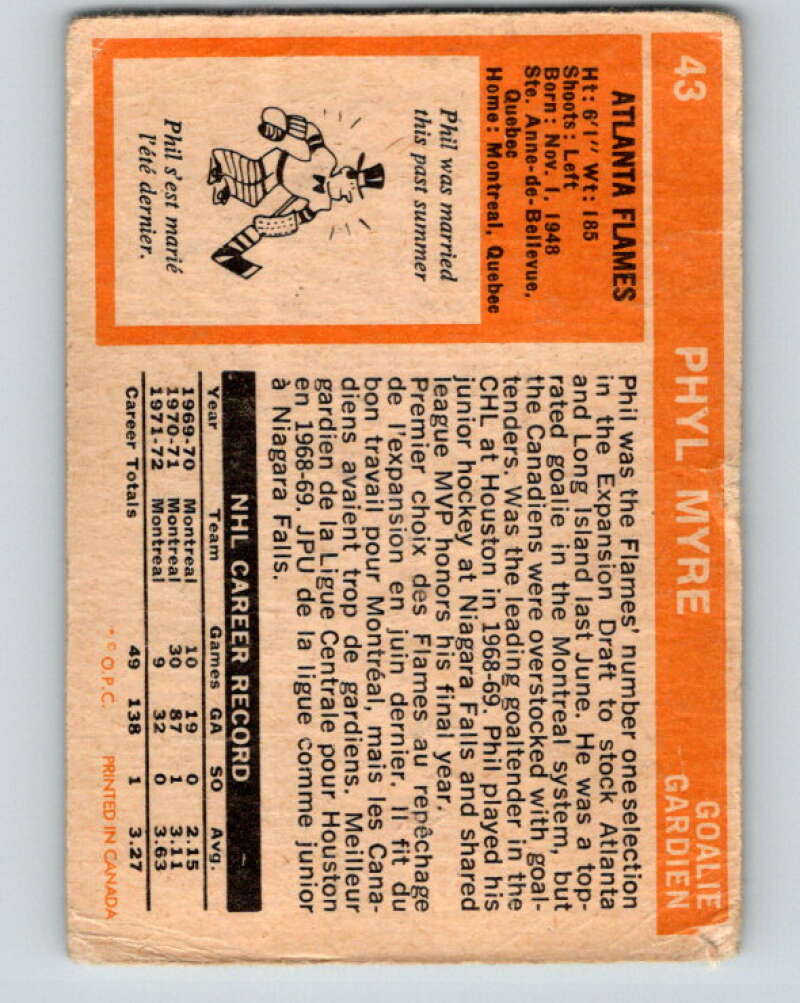 43 PHYL MYRE GOALIE
GARDIEN
ATLANTA FLAMES
Ht: 6'1" Wt: 185
Shoots: Left
Born: Nov. 1, 1948
Ste. Anne-de-Bellevue,
Quebec
Home: Montreal, Quebec
Phil was married
this past summer
Phil s'est marié
l'été dernier.
Phil was the Flames' number one selection
in the Expansion Draft to stock Atlanta
and Long Island last June. He was a top-
rated goalie in the Montreal system, but
the Canadiens were overstocked with goal-
tenders. Was the leading goaltender in the
CHL at Houston in 1968-69. Phil played his
junior hockey at Niagara Falls and shared
league MVP honors his final year.
Premier choix des Flames au repêchage
de l'expansion en juin dernier. Il fit du
bon travail pour Montréal, mais les Cana-
diens avaient trop de gardiens. Meilleur
gardien de la Ligue Centrale pour Houston
en 1968-69. JPU de la ligue comme junior
à Niagara Falls.
NHL CAREER RECORD
Year Team Games GA SO Avg.
1969-70 Montreal 10 19 0 2.15
1970-71 Montreal 30 87 1 3.11
1971-72 Montreal 9 32 0 3.63
Career Totals 49 138 1 3.27
* © O.P.C. PRINTED IN CANADA